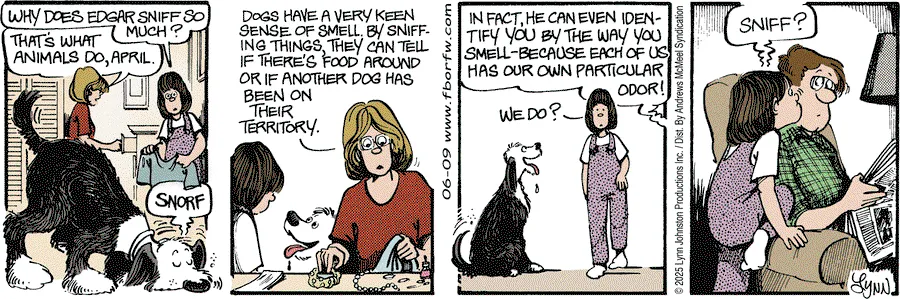 WHY DOES EDGAR SNIFF SO
MUCH?
THAT'S WHAT
ANIMALS DO, APRIL.
SNORF
DOGS HAVE A VERY KEEN
SENSE OF SMELL. BY SNIFF-
ING THINGS, THEY CAN TELL
IF THERE'S FOOD AROUND
OR IF ANOTHER DOG HAS
BEEN ON
THEIR
TERRITORY.
06-09 www.fborfw.com
IN FACT, HE CAN EVEN IDEN-
TIFY YOU BY THE WAY YOU
SMELL-BECAUSE EACH OF US
HAS OUR OWN PARTICULAR
ODOR!
WE DO?
© 2025 Lynn Johnston Productions Inc. / Dist. By Andrews McMeel Syndication
SNIFF?
LYNN